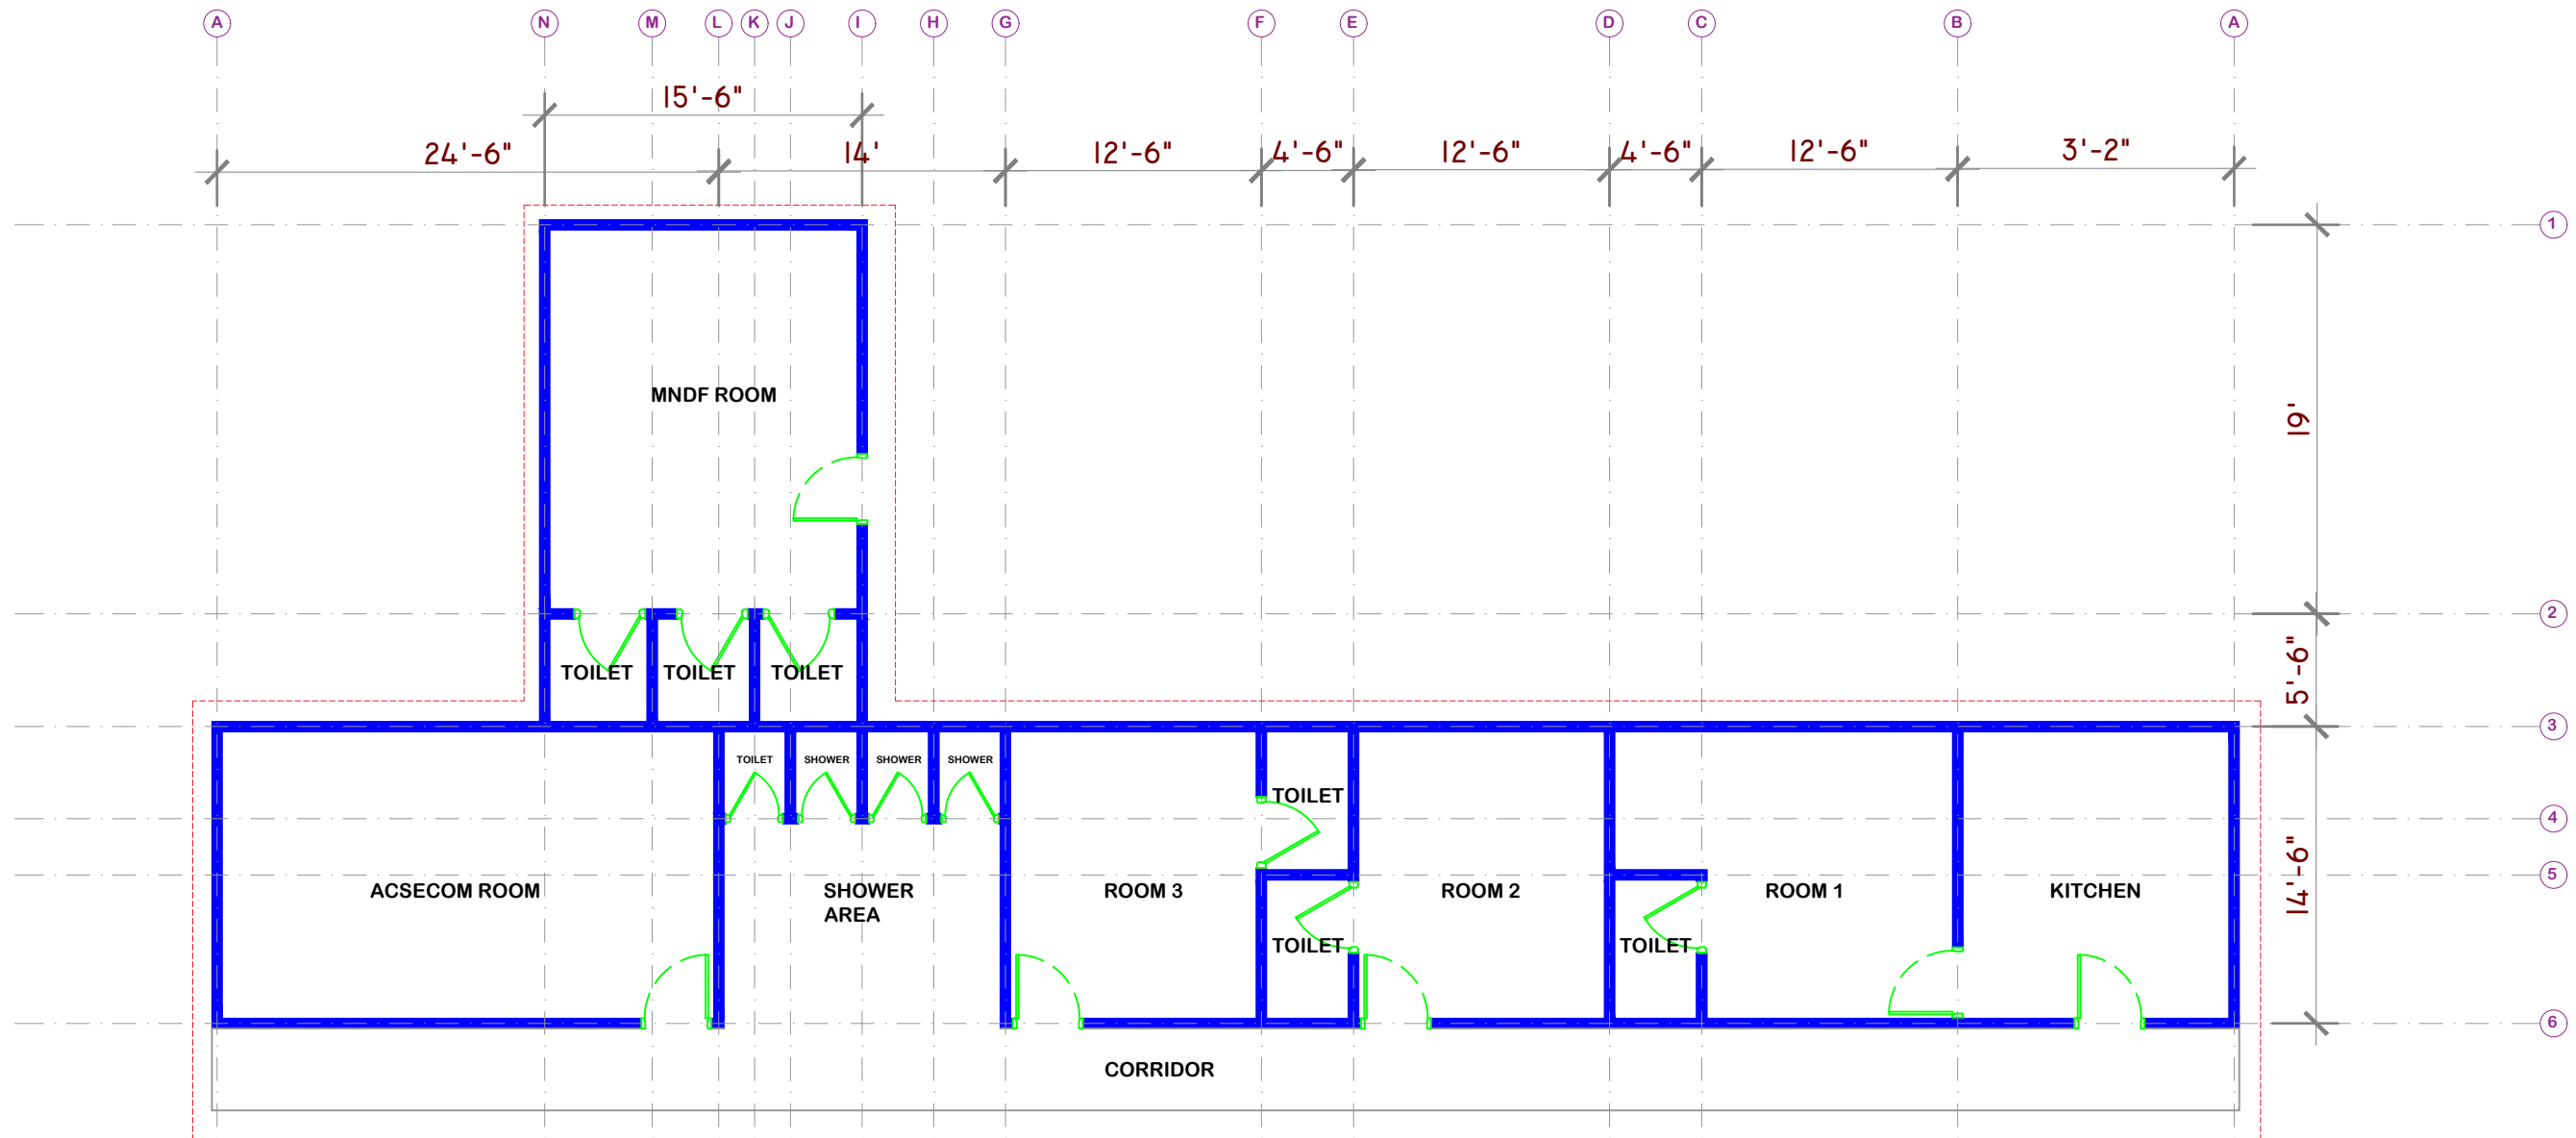 A N M L K J I H G F E D C B A
15'-6"
24'-6" 14' 12'-6" 4'-6" 12'-6" 4'-6" 12'-6" 3'-2"
1
MNDF ROOM
19'
2
TOILET TOILET TOILET
5'-6"
3
TOILET SHOWER SHOWER SHOWER
TOILET
4
14'-6"
5
ACSECOM ROOM
SHOWER
AREA
ROOM 3
ROOM 2
ROOM 1
KITCHEN
TOILET TOILET
6
CORRIDOR